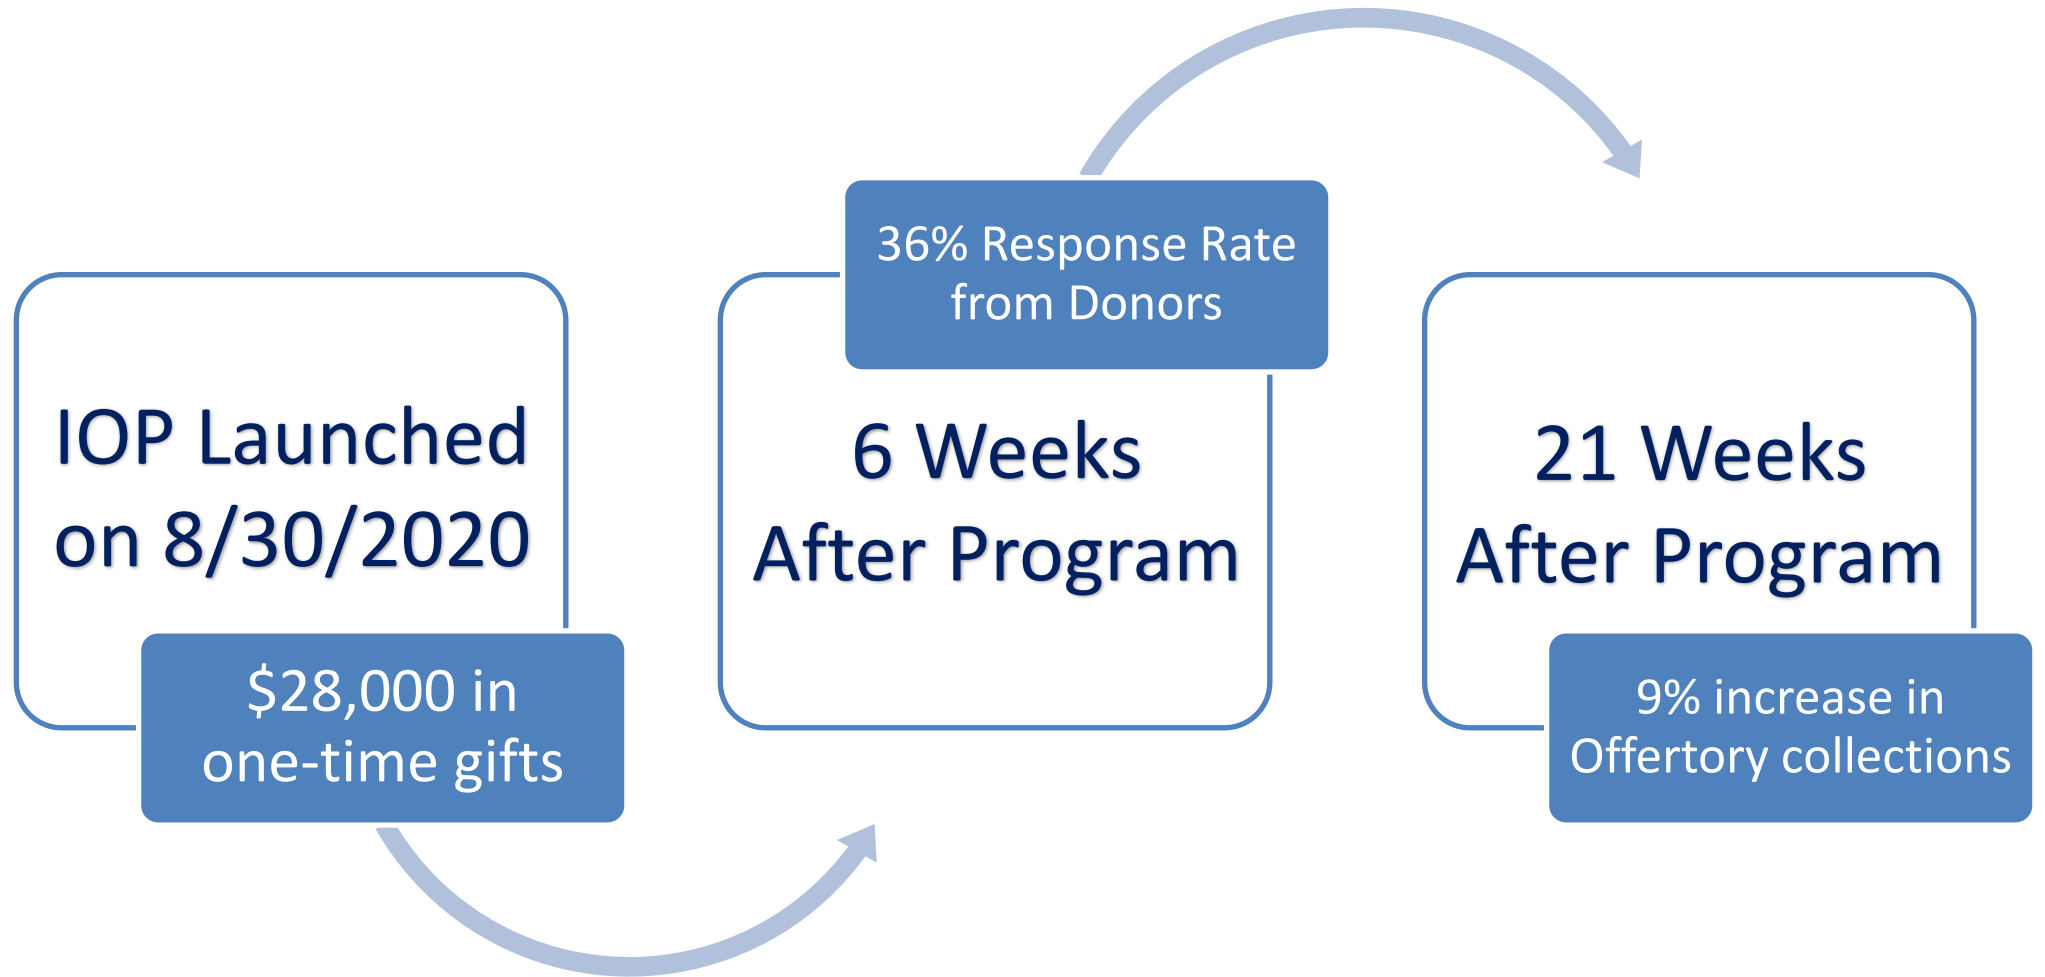 IOP Launched
on 8/30/2020
$28,000 in
one-time gifts
36% Response Rate
from Donors
6 Weeks
After Program
21 Weeks
After Program
9% increase in
Offertory collections